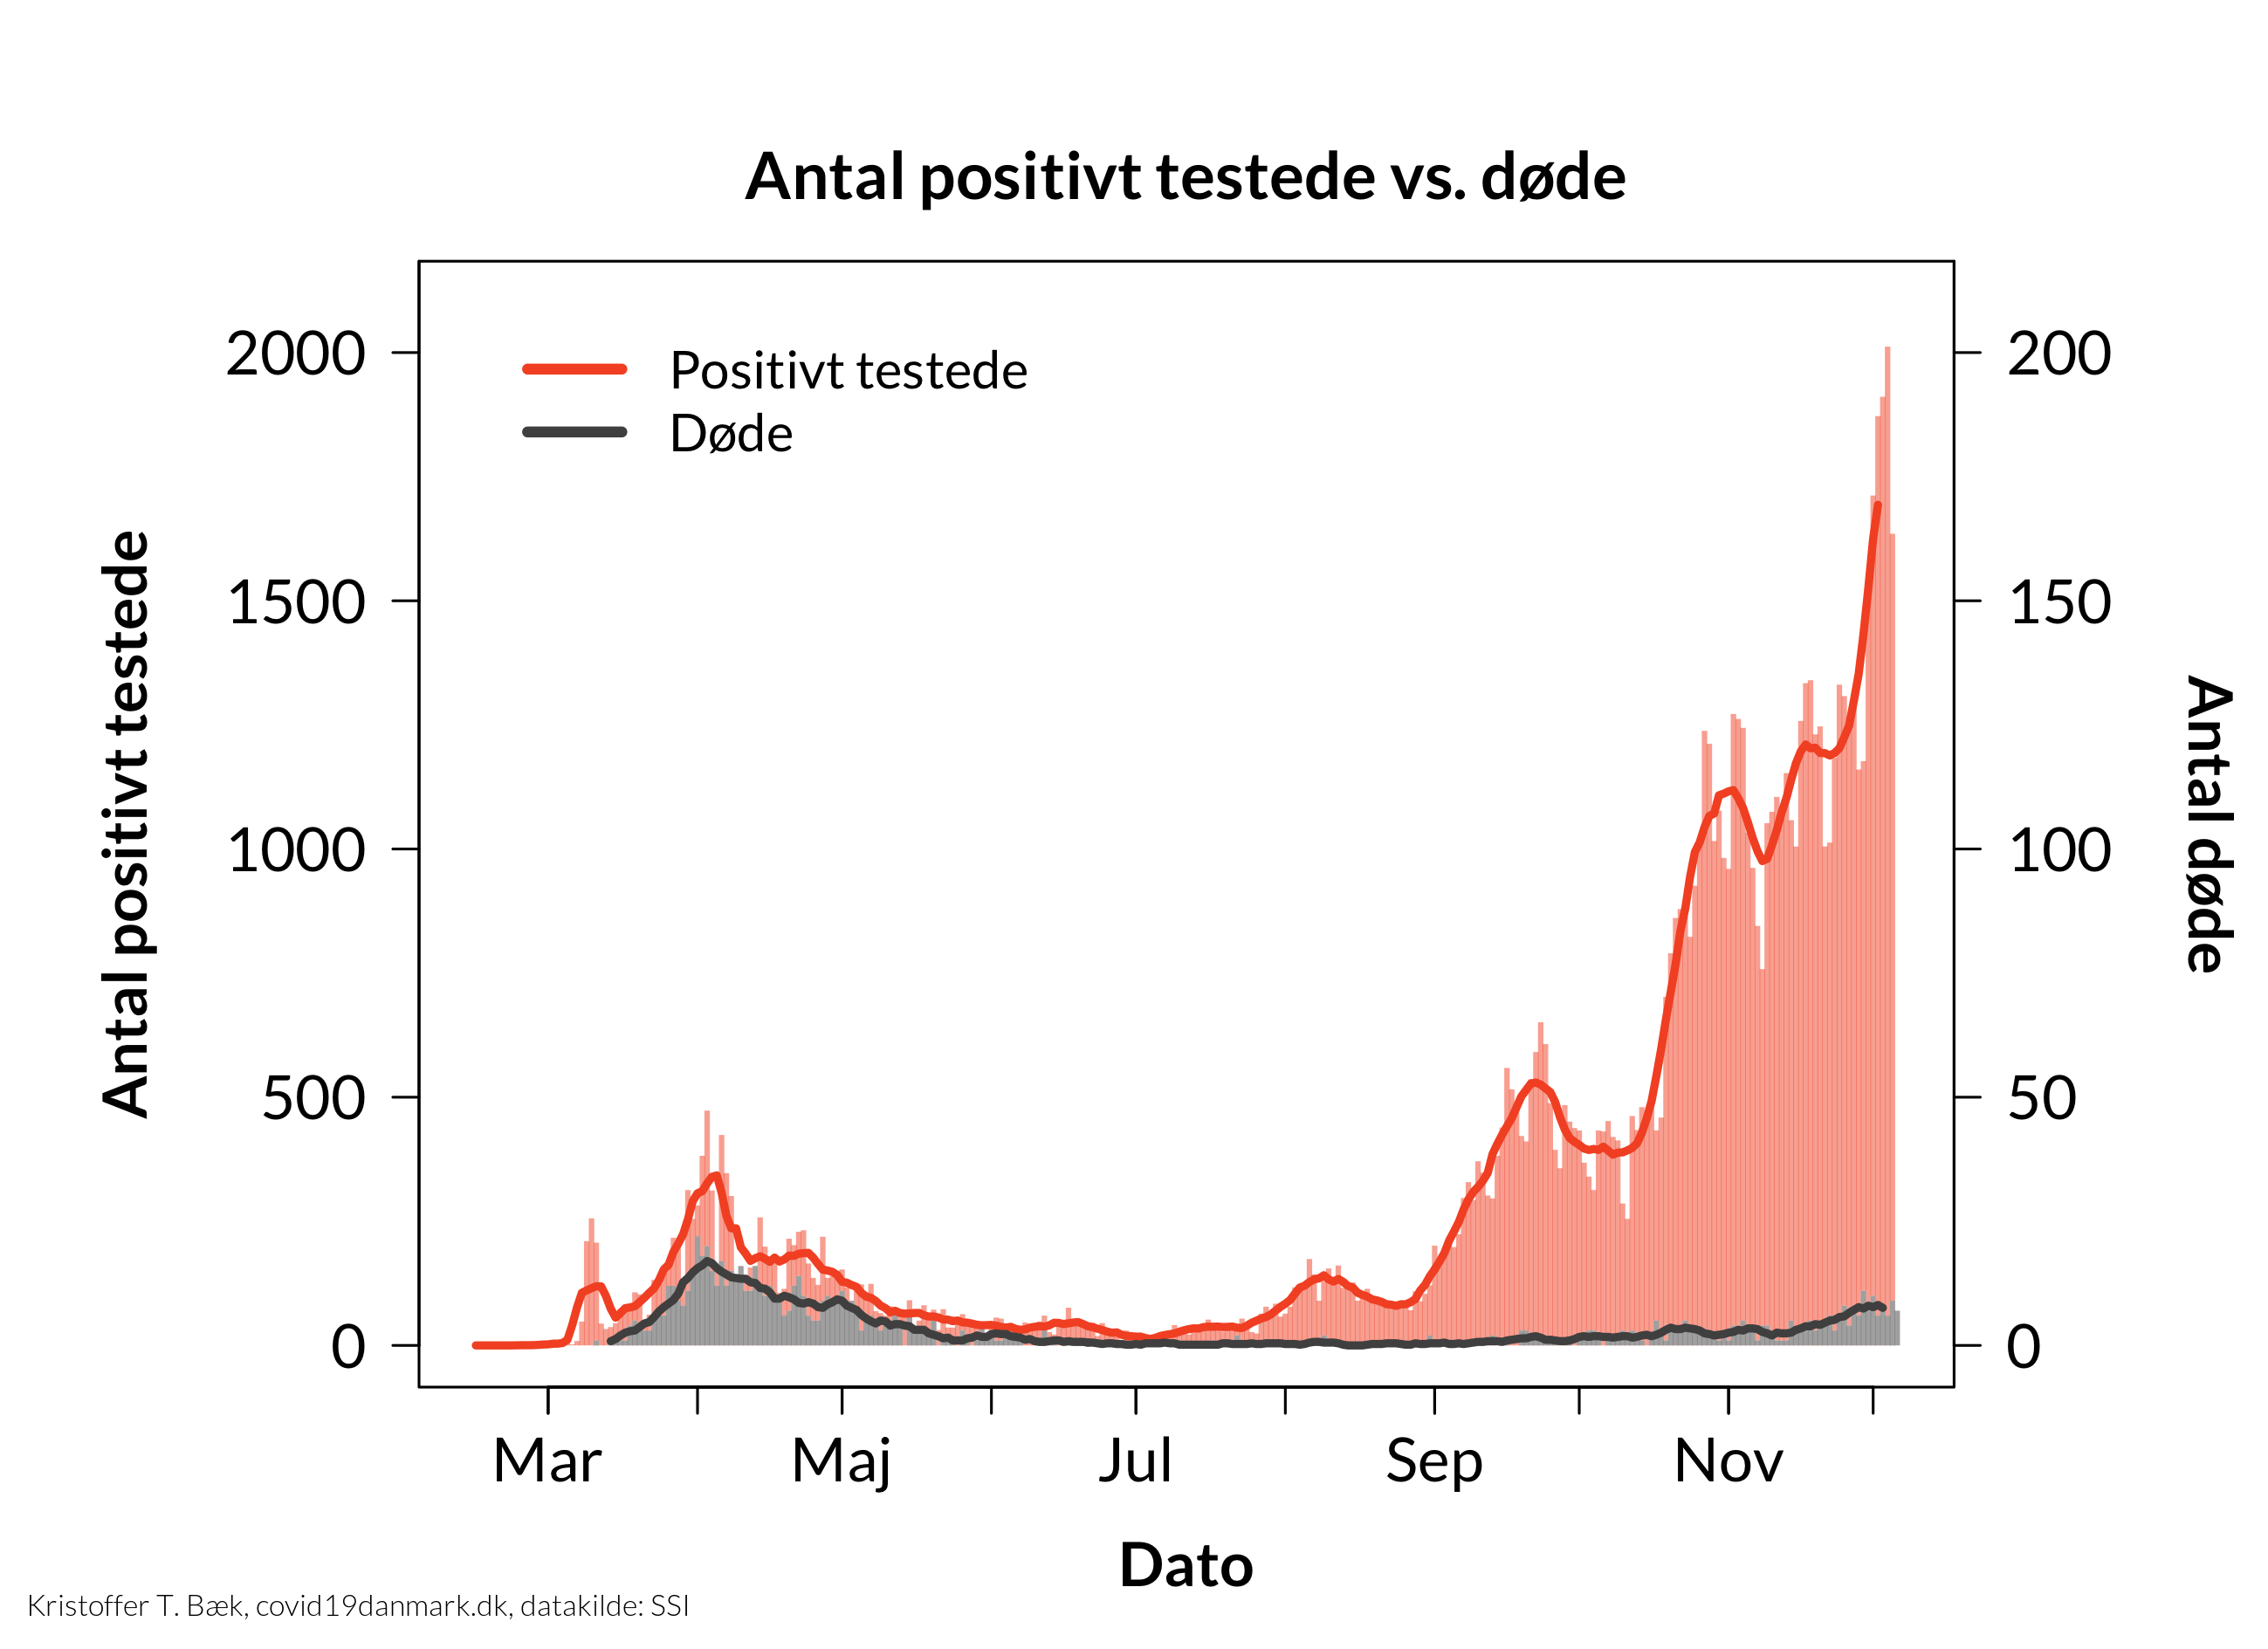 Antal positivt testede vs. døde
Positivt testede
Døde
2000
1500
1000
500
0
Antal positivt testede
200
150
100
50
0
Antal døde
Mar
Maj
Jul
Sep
Nov
Dato
Kristoffer T. Bæk, covid19danmark.dk, datakilde: SSI